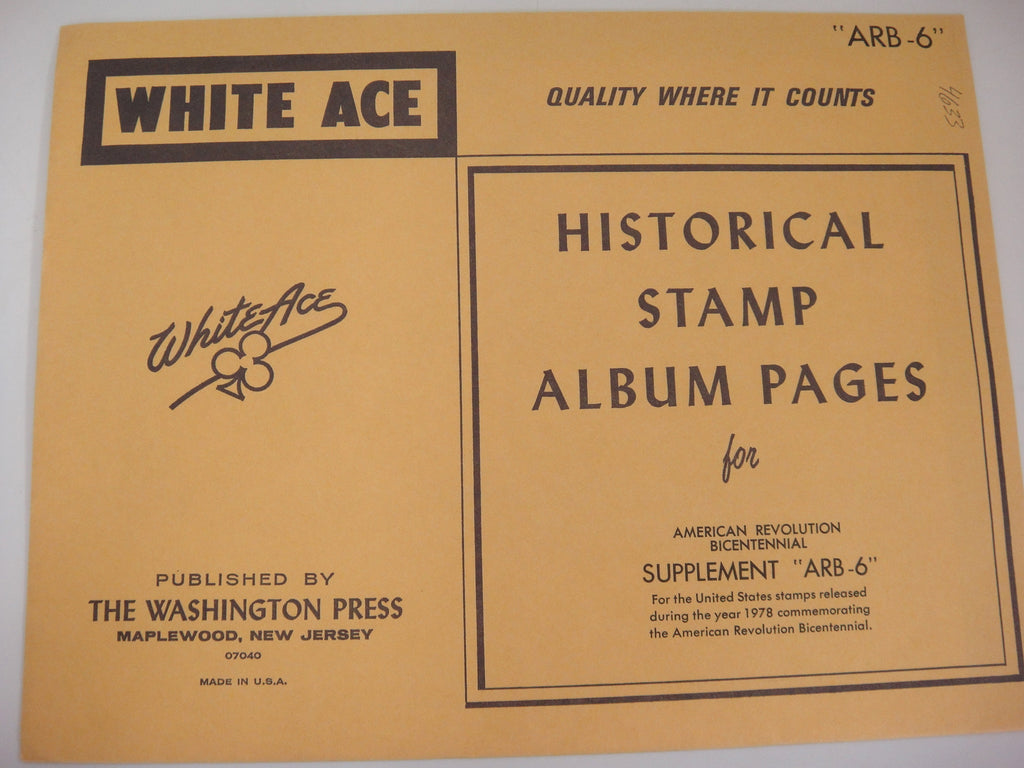 "ARB-6"
WHITE ACE
QUALITY WHERE IT COUNTS
4633
HISTORICAL
STAMP
ALBUM PAGES
for
AMERICAN REVOLUTION
BICENTENNIAL
SUPPLEMENT "ARB-6"
For the United States stamps released
during the year 1978 commemorating
the American Revolution Bicentennial.
White Ace
PUBLISHED BY
THE WASHINGTON PRESS
MAPLEWOOD, NEW JERSEY
07040
MADE IN U.S.A.